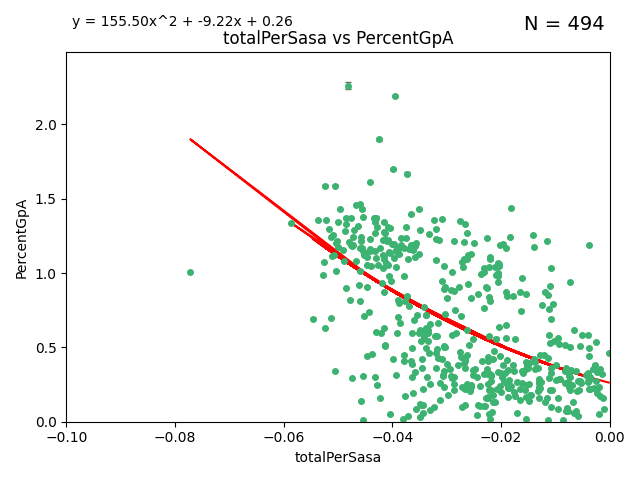 y = 155.50x^2 + -9.22x + 0.26
N = 494
totalPerSasa vs PercentGpA
PercentGpA
2.0
1.5
1.0
0.5
0.0
−0.10
−0.08
−0.06
−0.04
−0.02
0.00
totalPerSasa